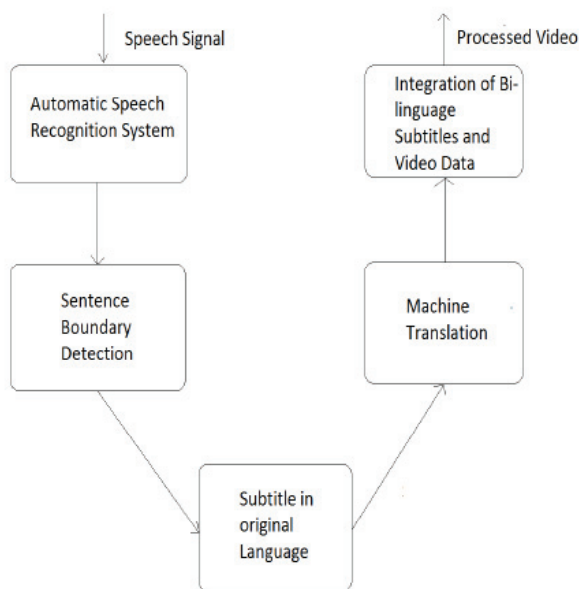 Speech Signal
Automatic Speech
Recognition System
Sentence
Boundary
Detection
Subtitle in
original
Language
Machine
Translation
Integration of Bi-
linguage
Subtitles and
Video Data
Processed Video